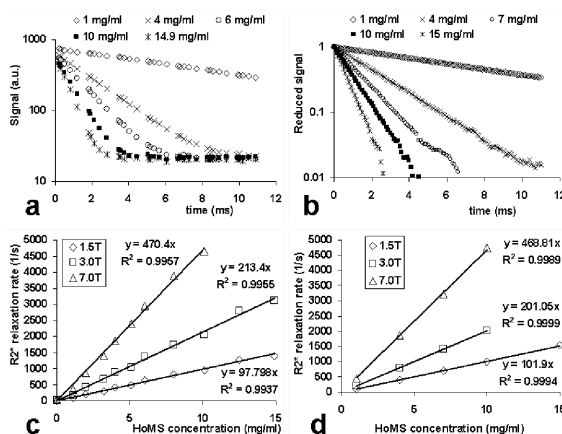 ◇ 1 mg/ml × 4 mg/ml ○ 6 mg/ml
■ 10 mg/ml ж 14.9 mg/ml
1000
100
10
Signal (a.u.)
0 2 4 6 8 10 12
time (ms)
a
◇ 1 mg/ml × 4 mg/ml ○ 7 mg/ml
■ 10 mg/ml ж 15 mg/ml
1
0.1
0.01
Reduced signal
0 2 4 6 8 10 12
time (ms)
b
5000
4500
4000
3500
3000
2500
2000
1500
1000
500
0
R2* relaxation rate (1/s)
◇ 1.5T
□ 3.0T
△ 7.0T
y = 470.4x
R² = 0.9957
y = 213.4x
R² = 0.9955
y = 97.798x
R² = 0.9937
0 5 10 15
HoMS concentration (mg/ml)
c
5000
4500
4000
3500
3000
2500
2000
1500
1000
500
0
R2* relaxation rate (1/s)
◇ 1.5T
□ 3.0T
△ 7.0T
y = 468.81x
R² = 0.9989
y = 201.05x
R² = 0.9999
y = 101.9x
R² = 0.9994
0 5 10 15
HoMS concentration (mg/ml)
d